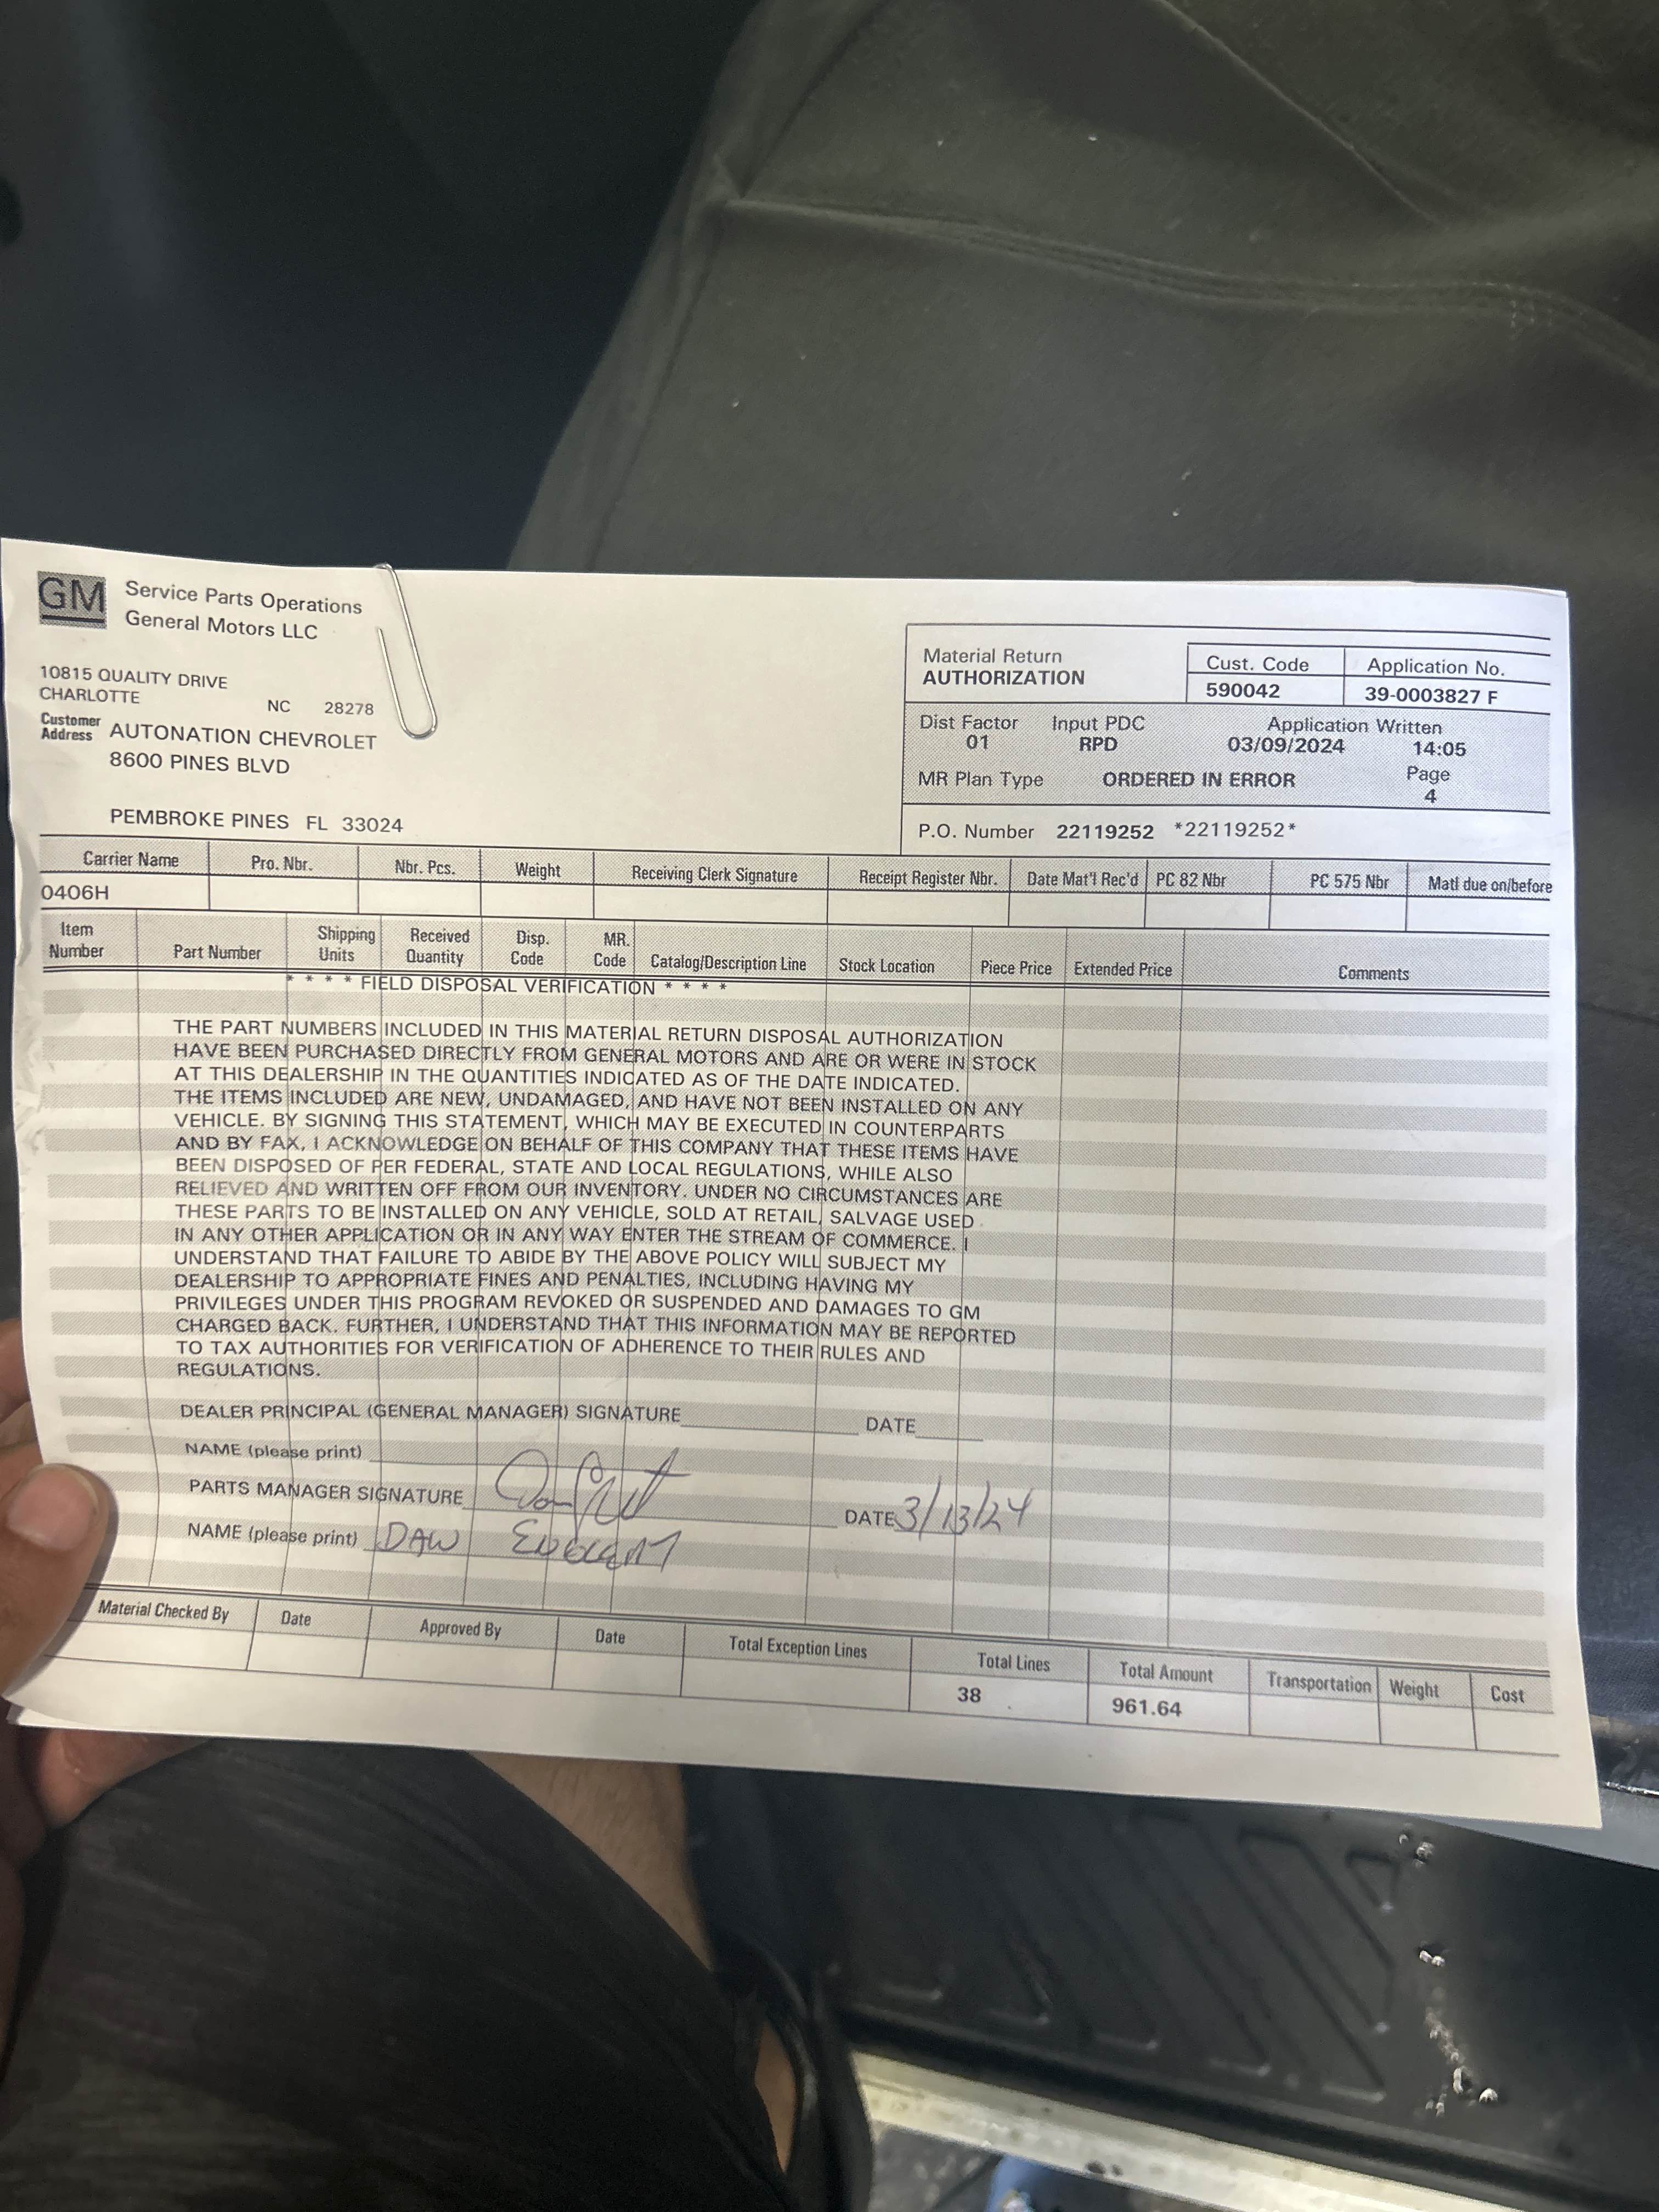 GM Service Parts Operations
General Motors LLC
10815 QUALITY DRIVE
CHARLOTTE NC 28278
Customer Address AUTONATION CHEVROLET
8600 PINES BLVD
PEMBROKE PINES FL 33024
Material Return AUTHORIZATION
Cust. Code Application No.
590042 39-0003827 F
Dist Factor Input PDC Application Written
01 RPD 03/09/2024 14:05
MR Plan Type ORDERED IN ERROR Page 4
P.O. Number 22119252 *22119252*
Carrier Name Pro. Nbr. Nbr. Pcs. Weight Receiving Clerk Signature Receipt Register Nbr. Date Mat'l Rec'd PC 82 Nbr PC 575 Nbr Matl due on/before
0406H
Item Number Part Number Shipping Units Received Quantity Disp. Code MR. Code Catalog/Description Line Stock Location Piece Price Extended Price Comments
* * * * FIELD DISPOSAL VERIFICATION * * * *
THE PART NUMBERS INCLUDED IN THIS MATERIAL RETURN DISPOSAL AUTHORIZATION
HAVE BEEN PURCHASED DIRECTLY FROM GENERAL MOTORS AND ARE OR WERE IN STOCK
AT THIS DEALERSHIP IN THE QUANTITIES INDICATED AS OF THE DATE INDICATED.
THE ITEMS INCLUDED ARE NEW, UNDAMAGED, AND HAVE NOT BEEN INSTALLED ON ANY
VEHICLE. BY SIGNING THIS STATEMENT, WHICH MAY BE EXECUTED IN COUNTERPARTS
AND BY FAX, I ACKNOWLEDGE ON BEHALF OF THIS COMPANY THAT THESE ITEMS HAVE
BEEN DISPOSED OF PER FEDERAL, STATE AND LOCAL REGULATIONS, WHILE ALSO
RELIEVED AND WRITTEN OFF FROM OUR INVENTORY. UNDER NO CIRCUMSTANCES ARE
THESE PARTS TO BE INSTALLED ON ANY VEHICLE, SOLD AT RETAIL, SALVAGE USED
IN ANY OTHER APPLICATION OR IN ANY WAY ENTER THE STREAM OF COMMERCE. I
UNDERSTAND THAT FAILURE TO ABIDE BY THE ABOVE POLICY WILL SUBJECT MY
DEALERSHIP TO APPROPRIATE FINES AND PENALTIES, INCLUDING HAVING MY
PRIVILEGES UNDER THIS PROGRAM REVOKED OR SUSPENDED AND DAMAGES TO GM
CHARGED BACK. FURTHER, I UNDERSTAND THAT THIS INFORMATION MAY BE REPORTED
TO TAX AUTHORITIES FOR VERIFICATION OF ADHERENCE TO THEIR RULES AND
REGULATIONS.
DEALER PRINCIPAL (GENERAL MANAGER) SIGNATURE DATE
NAME (please print)
PARTS MANAGER SIGNATURE DATE 3/13/24
NAME (please print)
Material Checked By Date Approved By Date Total Exception Lines Total Lines Total Amount Transportation Weight Cost
38 961.64